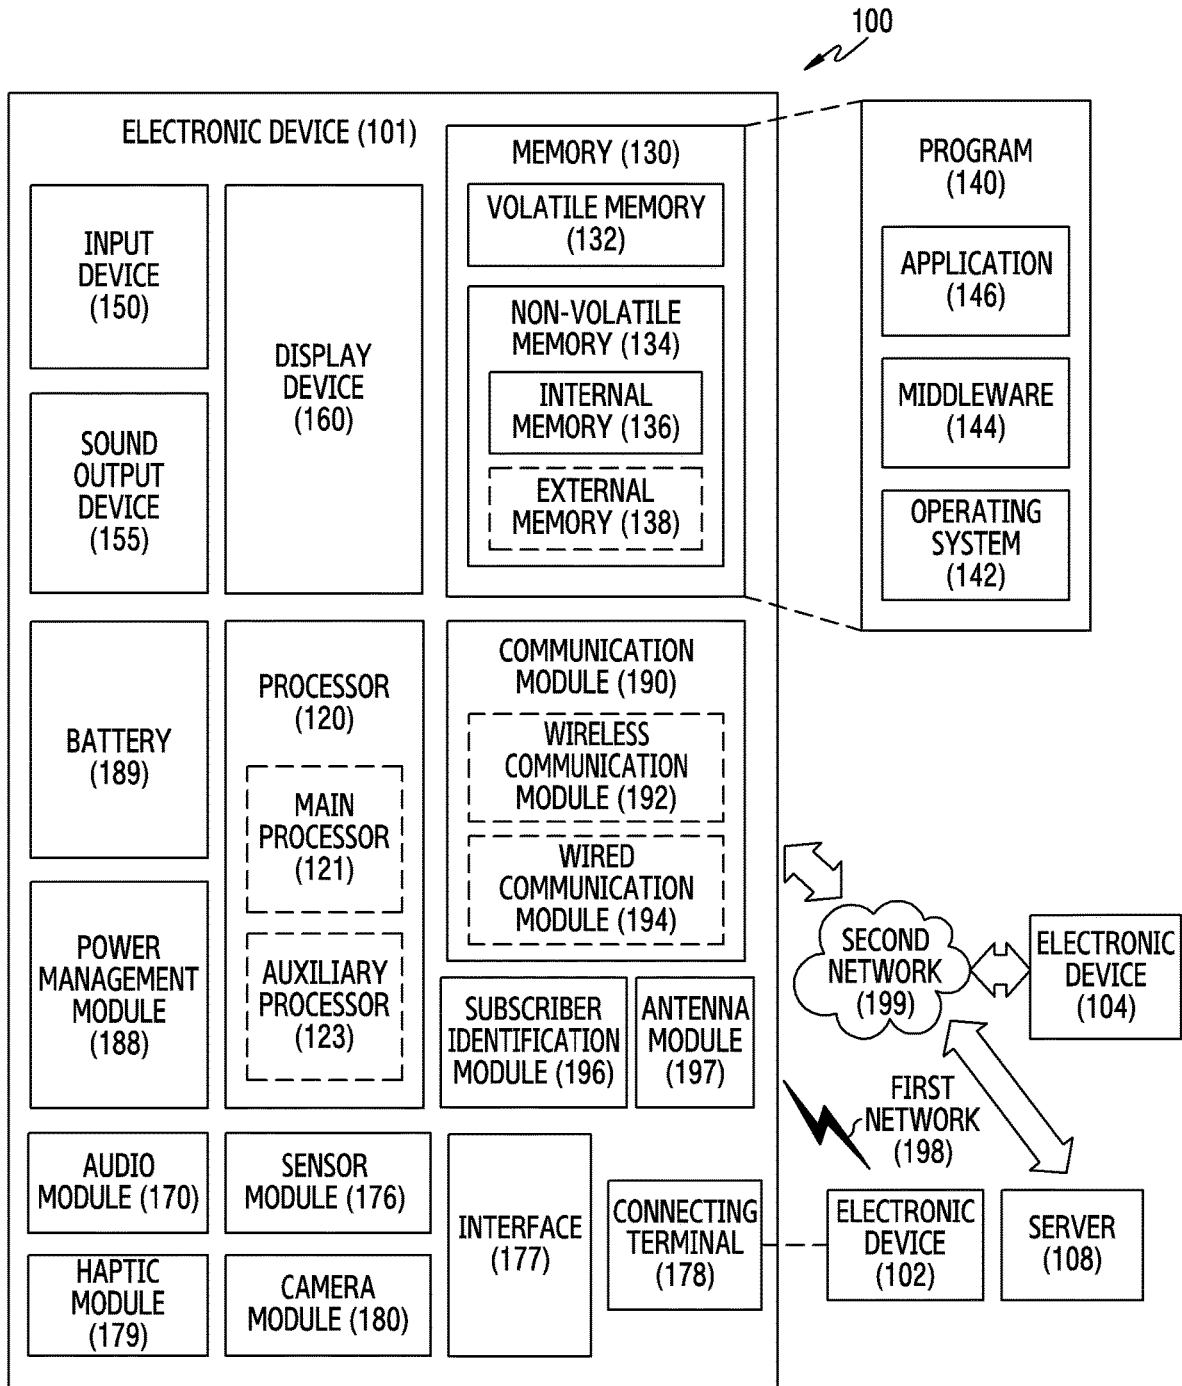 100
ELECTRONIC DEVICE (101)
INPUT
DEVICE
(150)
SOUND
OUTPUT
DEVICE
(155)
DISPLAY
DEVICE
(160)
MEMORY (130)
VOLATILE MEMORY
(132)
NON-VOLATILE
MEMORY (134)
INTERNAL
MEMORY (136)
EXTERNAL
MEMORY (138)
PROGRAM
(140)
APPLICATION
(146)
MIDDLEWARE
(144)
OPERATING
SYSTEM
(142)
BATTERY
(189)
POWER
MANAGEMENT
MODULE
(188)
PROCESSOR
(120)
MAIN
PROCESSOR
(121)
AUXILIARY
PROCESSOR
(123)
COMMUNICATION
MODULE (190)
WIRELESS
COMMUNICATION
MODULE (192)
WIRED
COMMUNICATION
MODULE (194)
SUBSCRIBER
IDENTIFICATION
MODULE (196)
ANTENNA
MODULE
(197)
SECOND
NETWORK
(199)
ELECTRONIC
DEVICE
(104)
FIRST
NETWORK
(198)
AUDIO
MODULE (170)
SENSOR
MODULE (176)
HAPTIC
MODULE
(179)
CAMERA
MODULE (180)
INTERFACE
(177)
CONNECTING
TERMINAL
(178)
ELECTRONIC
DEVICE
(102)
SERVER
(108)